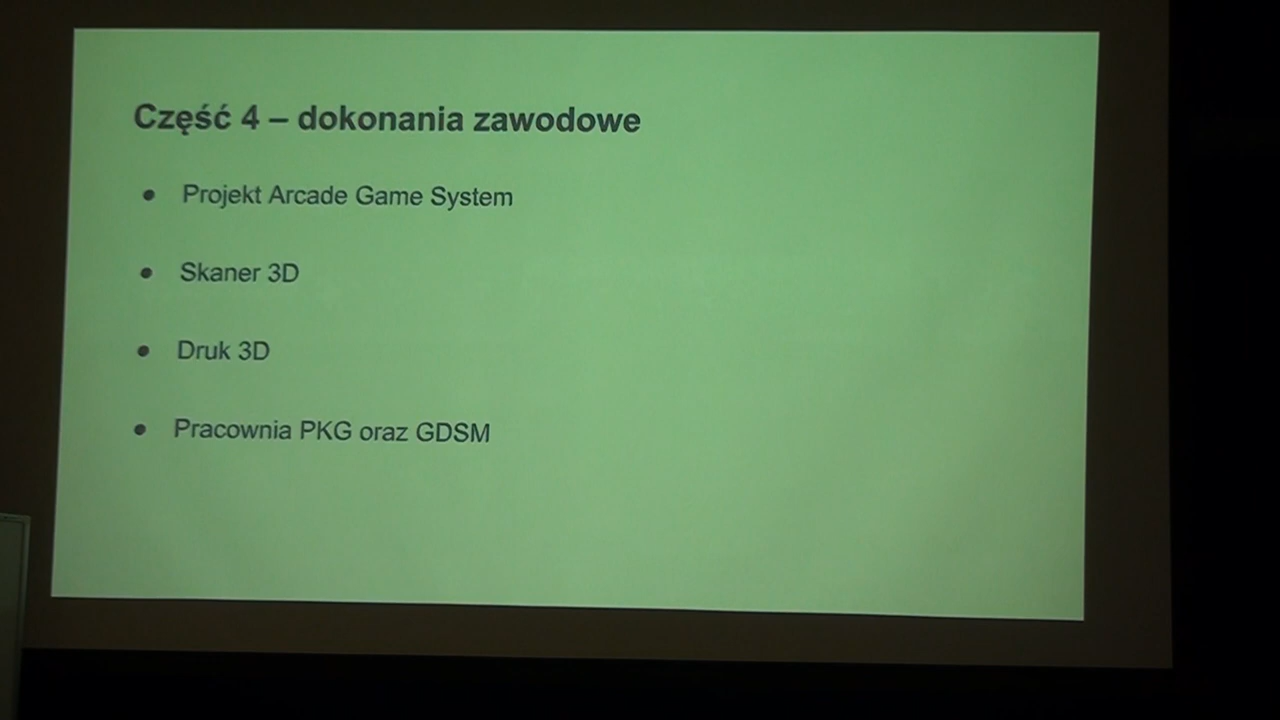 Część 4 – dokonania zawodowe
● Projekt Arcade Game System
● Skaner 3D
● Druk 3D
● Pracownia PKG oraz GDSM